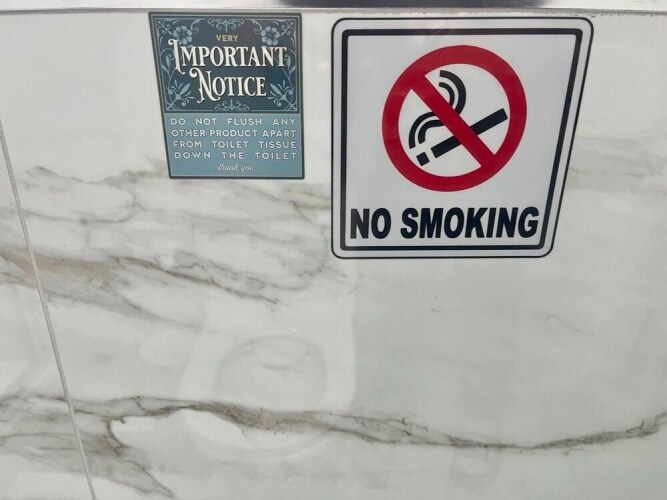 VERY
IMPORTANT
NOTICE
DO NOT FLUSH ANY
OTHER PRODUCT APART
FROM TOILET TISSUE
DOWN THE TOILET
thank you
NO SMOKING